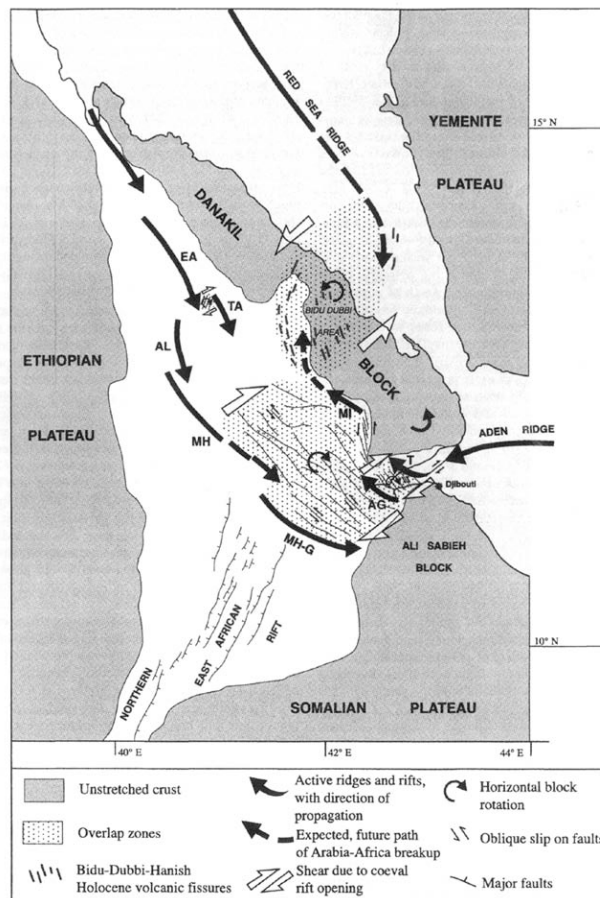 RED SEA RIDGE
YEMENITE
PLATEAU
15° N
DANAKIL
EA
TA
BIDU DUBBI
AREA
AL
BLOCK
ETHIOPIAN
PLATEAU
MI
MH
ADEN RIDGE
T
Djibouti
AG
MH-G
ALI SABIEH
BLOCK
NORTHERN
EAST AFRICAN
RIFT
10° N
SOMALIAN PLATEAU
40° E
42° E
44° E
Unstretched crust
Overlap zones
Bidu-Dubbi-Hanish
Holocene volcanic fissures
Active ridges and rifts,
with direction of
propagation
Expected, future path
of Arabia-Africa breakup
Shear due to coeval
rift opening
Horizontal block
rotation
Oblique slip on faults
Major faults